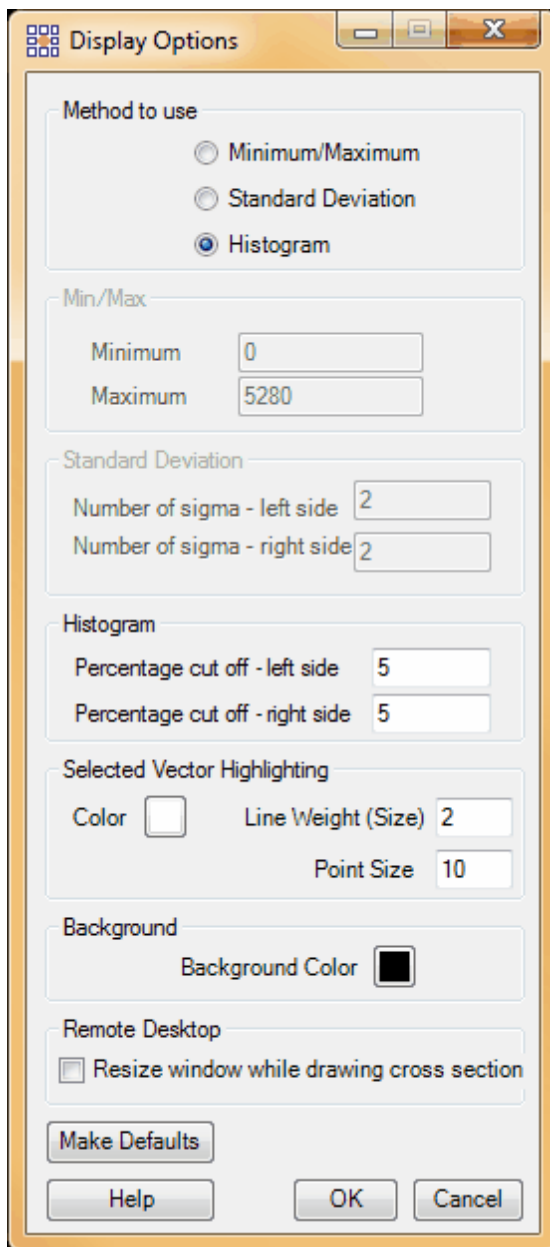 Display Options
Method to use
Minimum/Maximum
Standard Deviation
Histogram
Min/Max
Minimum 0
Maximum 5280
Standard Deviation
Number of sigma - left side 2
Number of sigma - right side 2
Histogram
Percentage cut off - left side 5
Percentage cut off - right side 5
Selected Vector Highlighting
Color Line Weight (Size) 2
Point Size 10
Background
Background Color
Remote Desktop
Resize window while drawing cross section
Make Defaults
Help OK Cancel